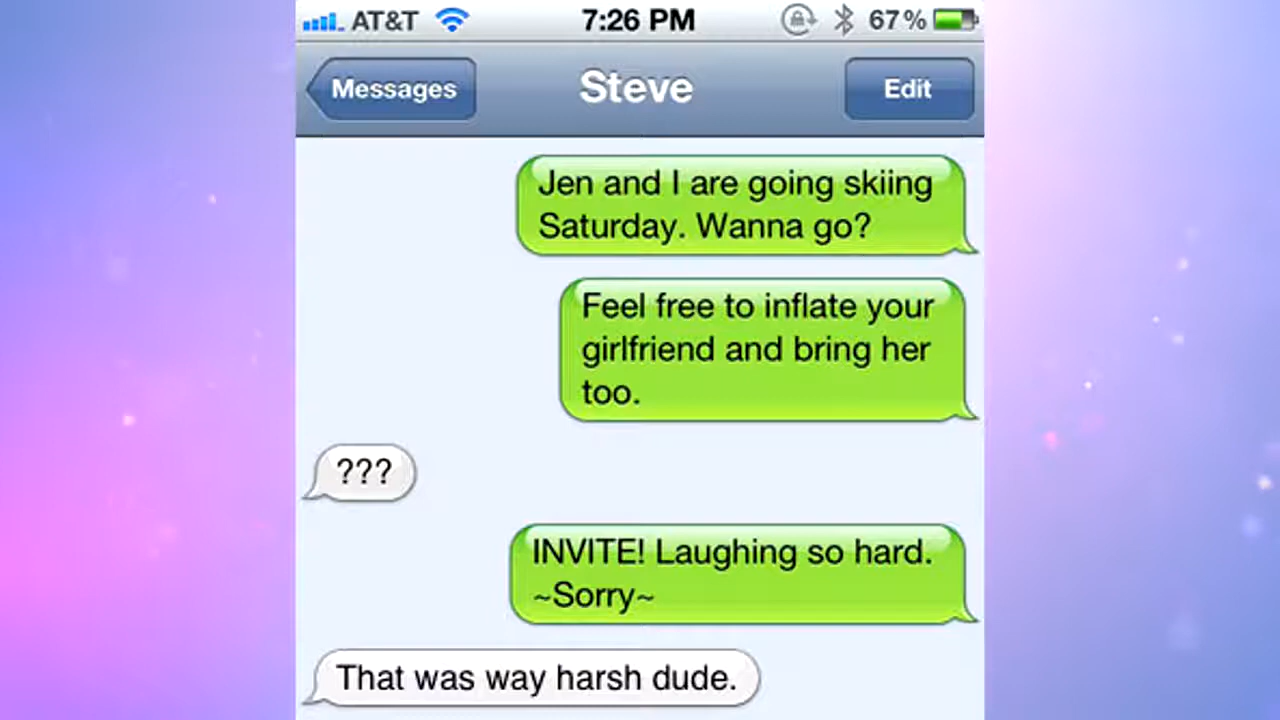 AT&T 7:26 PM 67%
Messages Steve Edit
Jen and I are going skiing
Saturday. Wanna go?
Feel free to inflate your
girlfriend and bring her
too.
???
INVITE! Laughing so hard.
~Sorry~
That was way harsh dude.